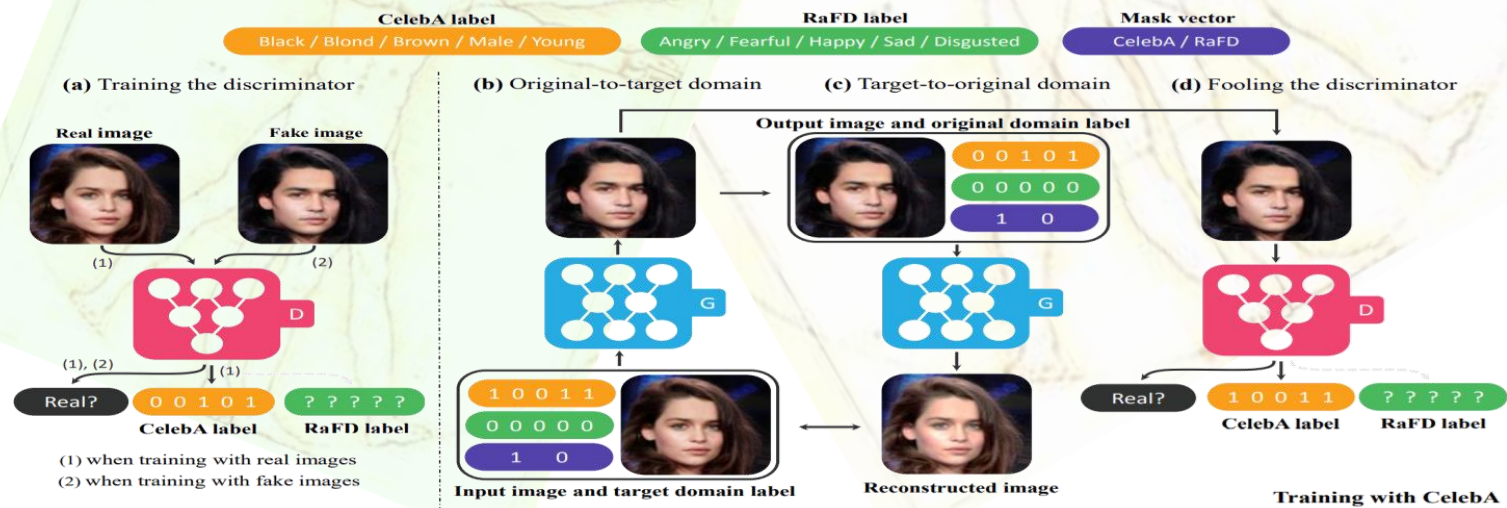 CelebA label
RaFD label
Mask vector
Black / Blond / Brown / Male / Young
Angry / Fearful / Happy / Sad / Disgusted
CelebA / RaFD
(a) Training the discriminator
(b) Original-to-target domain
(c) Target-to-original domain
(d) Fooling the discriminator
Real image
Fake image
(1)
(2)
D
(1), (2)
(1)
Real?
0 0 1 0 1
? ? ? ? ?
CelebA label
RaFD label
(1) when training with real images
(2) when training with fake images
G
1 0 0 1 1
0 0 0 0 0
1 0
Input image and target domain label
Output image and original domain label
0 0 1 0 1
0 0 0 0 0
1 0
G
Reconstructed image
D
Real?
1 0 0 1 1
? ? ? ? ?
CelebA label
RaFD label
Training with CelebA